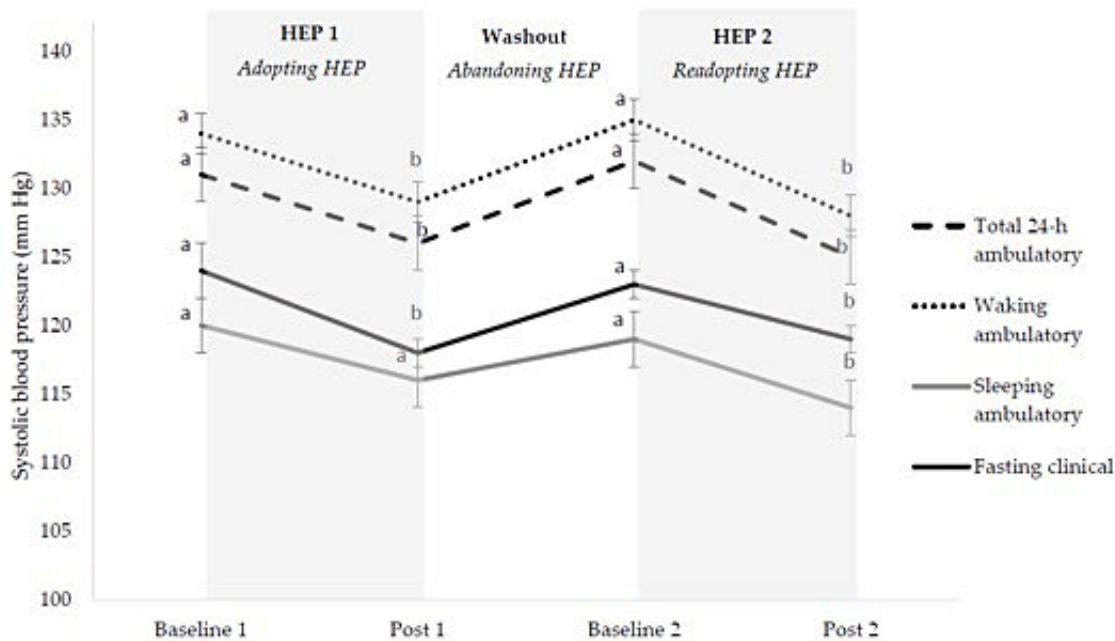 HEP 1
Adopting HEP
Washout
Abandoning HEP
HEP 2
Readopting HEP
Systolic blood pressure (mm Hg)
140
135
130
125
120
115
110
105
100
a
a
a
a
b
b
b
a
a
a
a
a
b
b
b
b
Baseline 1
Post 1
Baseline 2
Post 2
Total 24-h
ambulatory
Waking
ambulatory
Sleeping
ambulatory
Fasting clinical